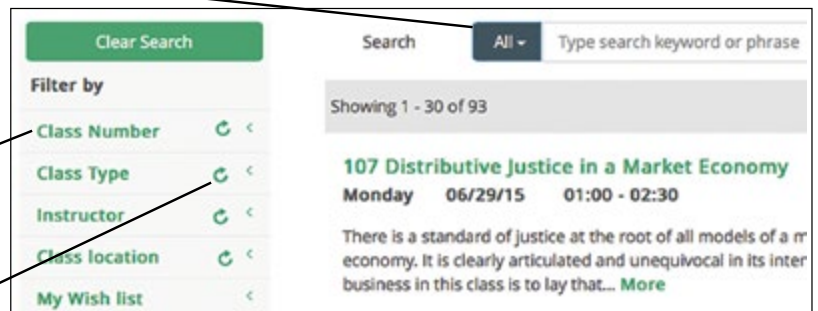 Clear Search
Filter by
Class Number
Class Type
Instructor
Class location
My Wish list
Search All Type search keyword or phrase
Showing 1 - 30 of 93
107 Distributive Justice in a Market Economy
Monday 06/29/15 01:00 - 02:30
There is a standard of justice at the root of all models of a m
economy. It is clearly articulated and unequivocal in its inter
business in this class is to lay that... More